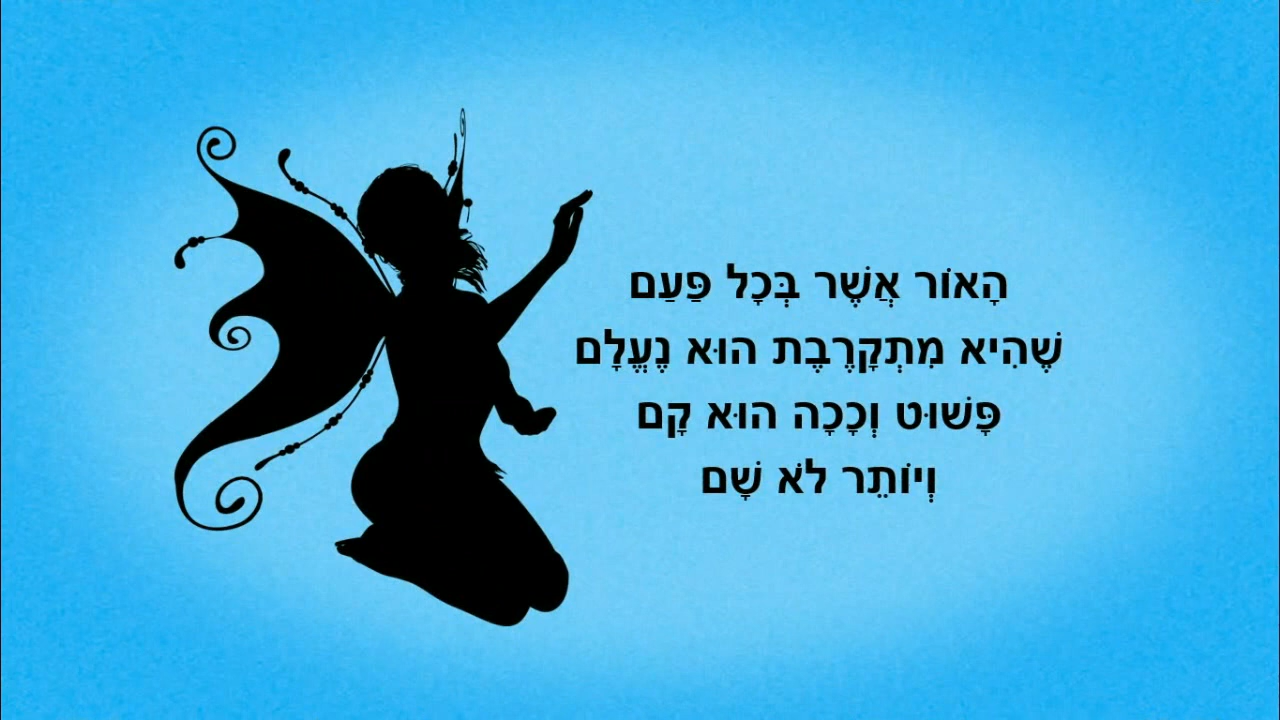 הָאוֹר אֲשֶׁר בְּכָל פַּעַם
שֶׁהִיא מִתְקָרֶבֶת הוּא נֶעֱלָם
פָּשׁוּט וְכָכָה הוּא קָם
וְיוֹתֵר לֹא שָׁם